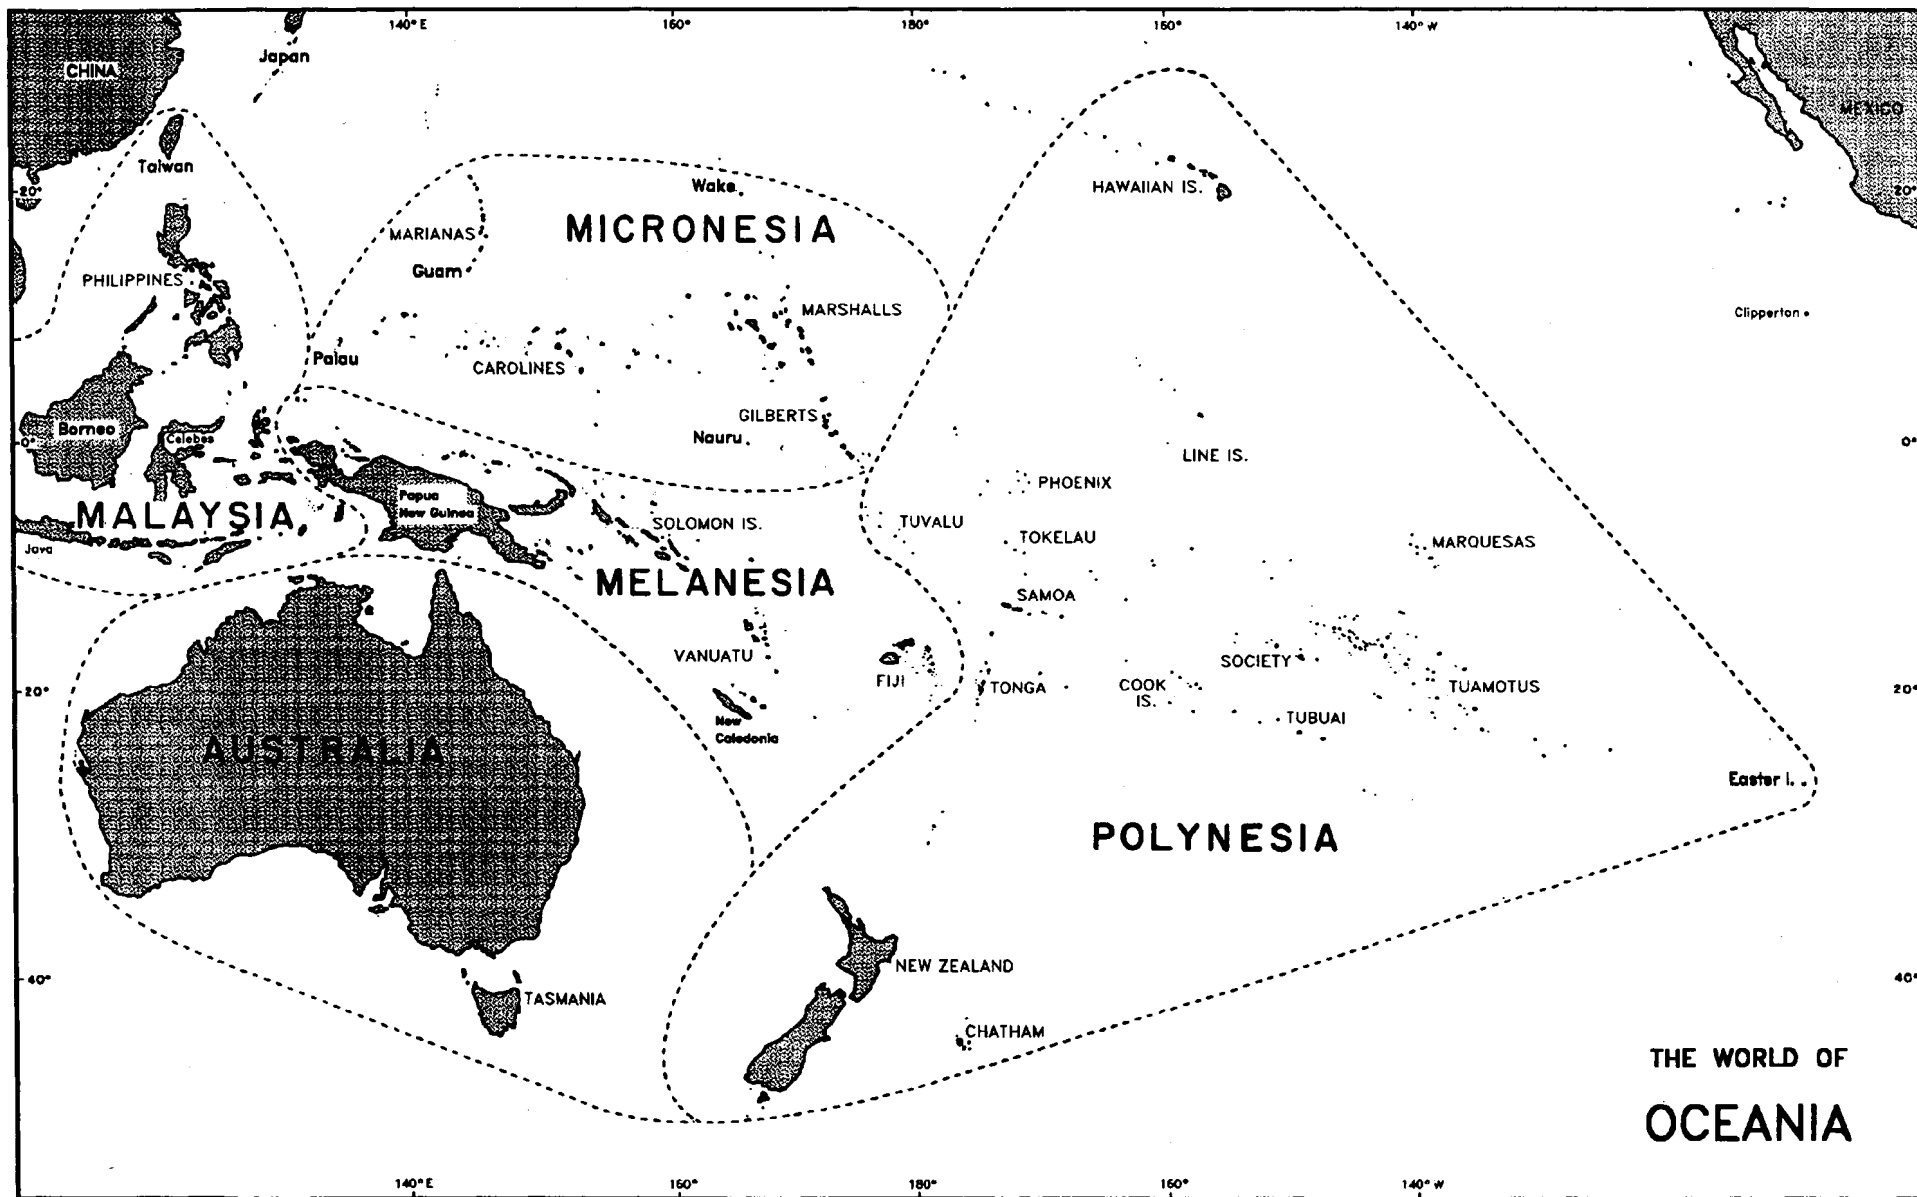 140° E
160°
180°
150°
140° W
Japan
CHINA
MEXICO
Taiwan
20°
Wake
HAWAIIAN IS.
20°
MICRONESIA
MARIANAS
Guam
PHILIPPINES
MARSHALLS
Clipperton
Palau
CAROLINES
GILBERTS
Borneo
Celebes
Nauru
0°
0°
LINE IS.
PHOENIX
Papua
New Guinea
MALAYSIA
SOLOMON IS.
TUVALU
TOKELAU
MARQUESAS
Java
MELANESIA
SAMOA
VANUATU
SOCIETY
FIJI
TONGA
COOK
IS.
TUAMOTUS
20°
20°
TUBUAI
New
Caledonia
AUSTRALIA
Easter I.
POLYNESIA
NEW ZEALAND
40°
40°
TASMANIA
CHATHAM
THE WORLD OF
OCEANIA
140° E
160°
180°
150°
140° W